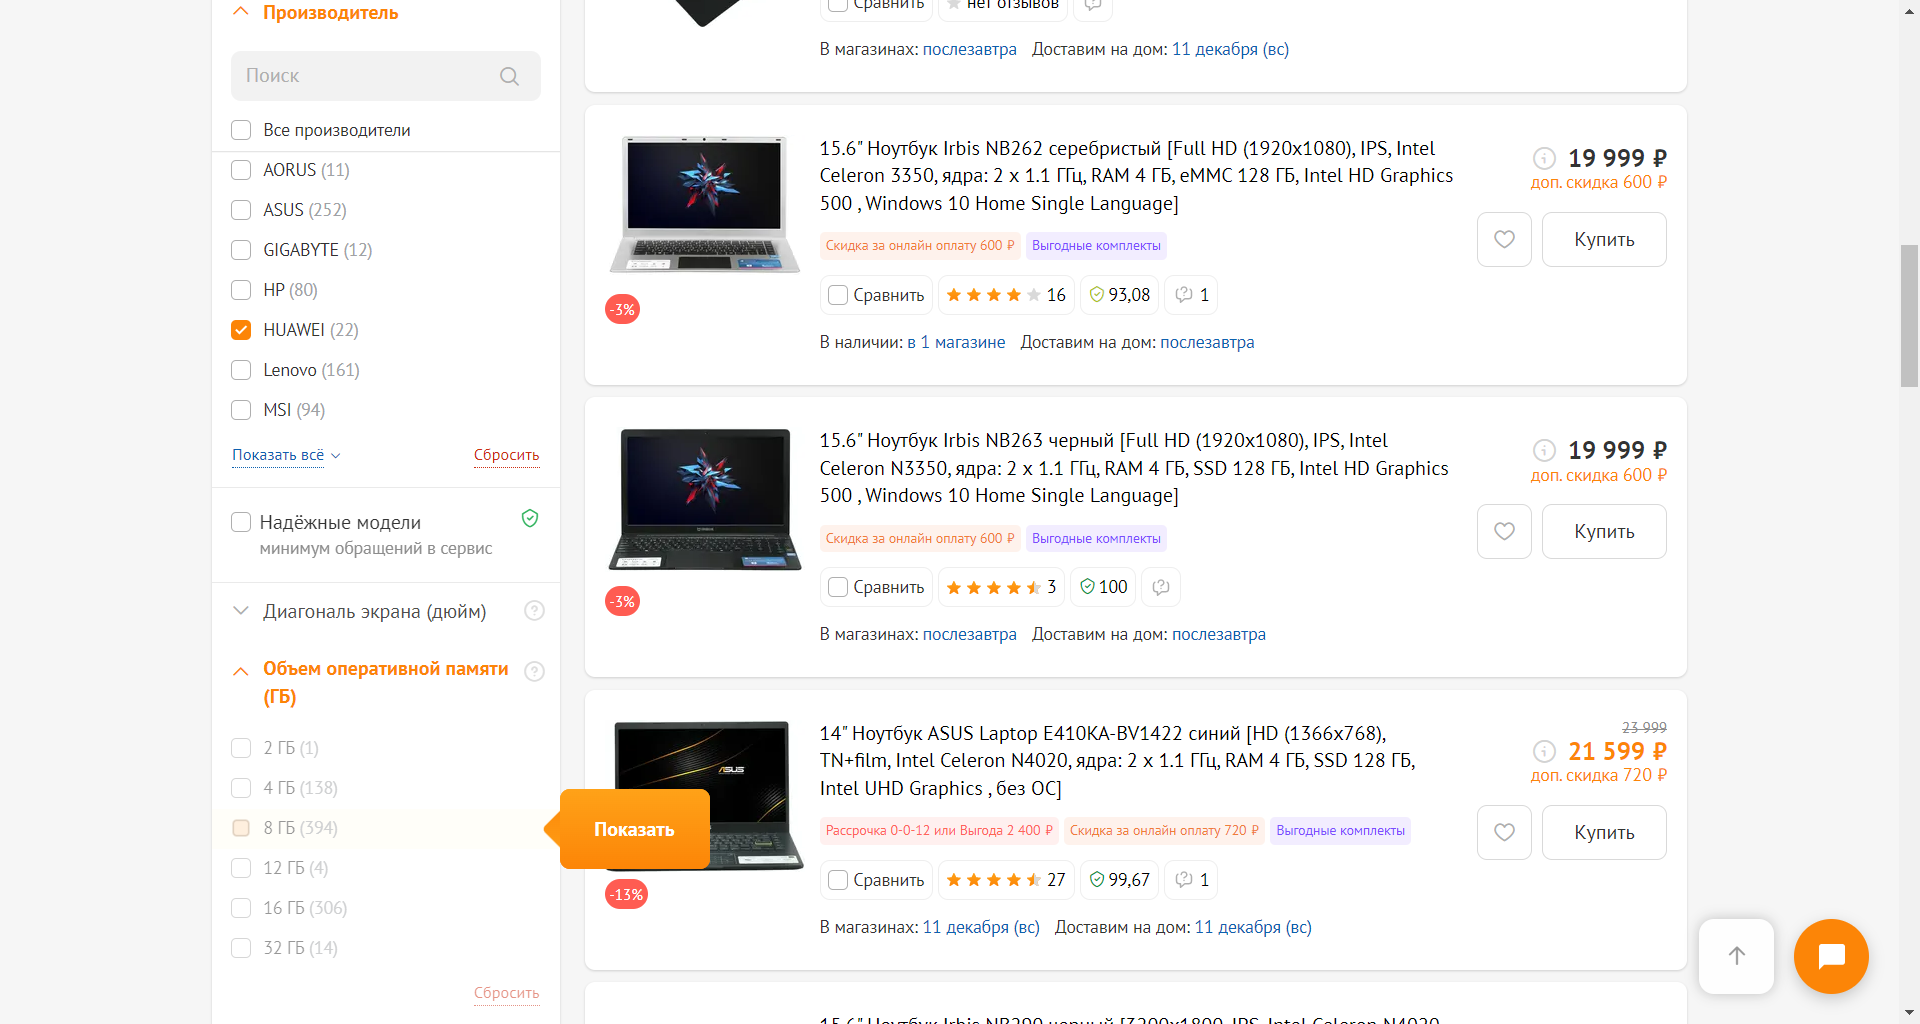 Производитель
Поиск
Все производители
AORUS (11)
ASUS (252)
GIGABYTE (12)
HP (80)
HUAWEI (22)
Lenovo (161)
MSI (94)
Показать всё
Сбросить
Надёжные модели
минимум обращений в сервис
Диагональ экрана (дюйм)
?
Объем оперативной памяти
(ГБ)
?
2 ГБ (1)
4 ГБ (138)
8 ГБ (394)
12 ГБ (4)
16 ГБ (306)
32 ГБ (14)
Сбросить
Показать
Сравнить
нет отзывов
В магазинах: послезавтра Доставим на дом: 11 декабря (вс)
15.6" Ноутбук Irbis NB262 серебристый [Full HD (1920x1080), IPS, Intel
Celeron 3350, ядра: 2 х 1.1 ГГц, RAM 4 ГБ, eMMC 128 ГБ, Intel HD Graphics
500 , Windows 10 Home Single Language]
Скидка за онлайн оплату 600 ₽ Выгодные комплекты
-3%
Сравнить 16 93,08 1
В наличии: в 1 магазине Доставим на дом: послезавтра
19 999 ₽
доп. скидка 600 ₽
Купить
15.6" Ноутбук Irbis NB263 черный [Full HD (1920x1080), IPS, Intel
Celeron N3350, ядра: 2 х 1.1 ГГц, RAM 4 ГБ, SSD 128 ГБ, Intel HD Graphics
500 , Windows 10 Home Single Language]
Скидка за онлайн оплату 600 ₽ Выгодные комплекты
-3%
Сравнить 3 100
В магазинах: послезавтра Доставим на дом: послезавтра
19 999 ₽
доп. скидка 600 ₽
Купить
ASUS
14" Ноутбук ASUS Laptop E410KA-BV1422 синий [HD (1366x768),
TN+film, Intel Celeron N4020, ядра: 2 х 1.1 ГГц, RAM 4 ГБ, SSD 128 ГБ,
Intel UHD Graphics , без ОС]
Рассрочка 0-0-12 или Выгода 2 400 ₽ Скидка за онлайн оплату 720 ₽ Выгодные комплекты
-13%
Сравнить 27 99,67 1
В магазинах: 11 декабря (вс) Доставим на дом: 11 декабря (вс)
23 999
21 599 ₽
доп. скидка 720 ₽
Купить
15.6" Ноутбук Irbis NB290 черный [3200x1800, IPS, Intel Celeron N4020,